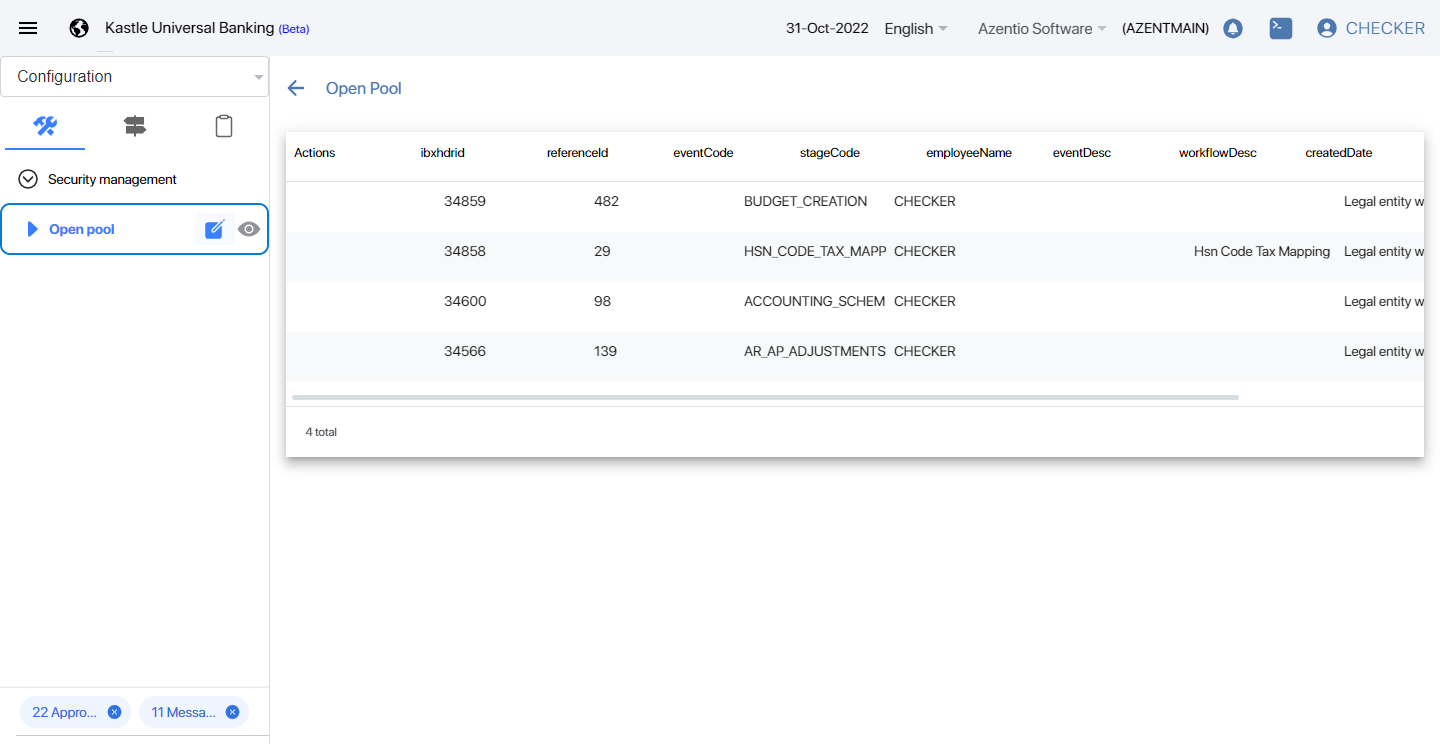 Kastle Universal Banking (Beta) 31-Oct-2022 English Azentio Software (AZENTMAIN) CHECKER
Configuration
Open Pool
Security management
Open pool
Actions ibxhdrid referenceId eventCode stageCode employeeName eventDesc workflowDesc createdDate
34859 482 BUDGET_CREATION CHECKER Legal entity w
34858 29 HSN_CODE_TAX_MAPP CHECKER Hsn Code Tax Mapping Legal entity w
34600 98 ACCOUNTING_SCHEM CHECKER Legal entity w
34566 139 AR_AP_ADJUSTMENTS CHECKER Legal entity w
4 total
22 Appro... 11 Messa...